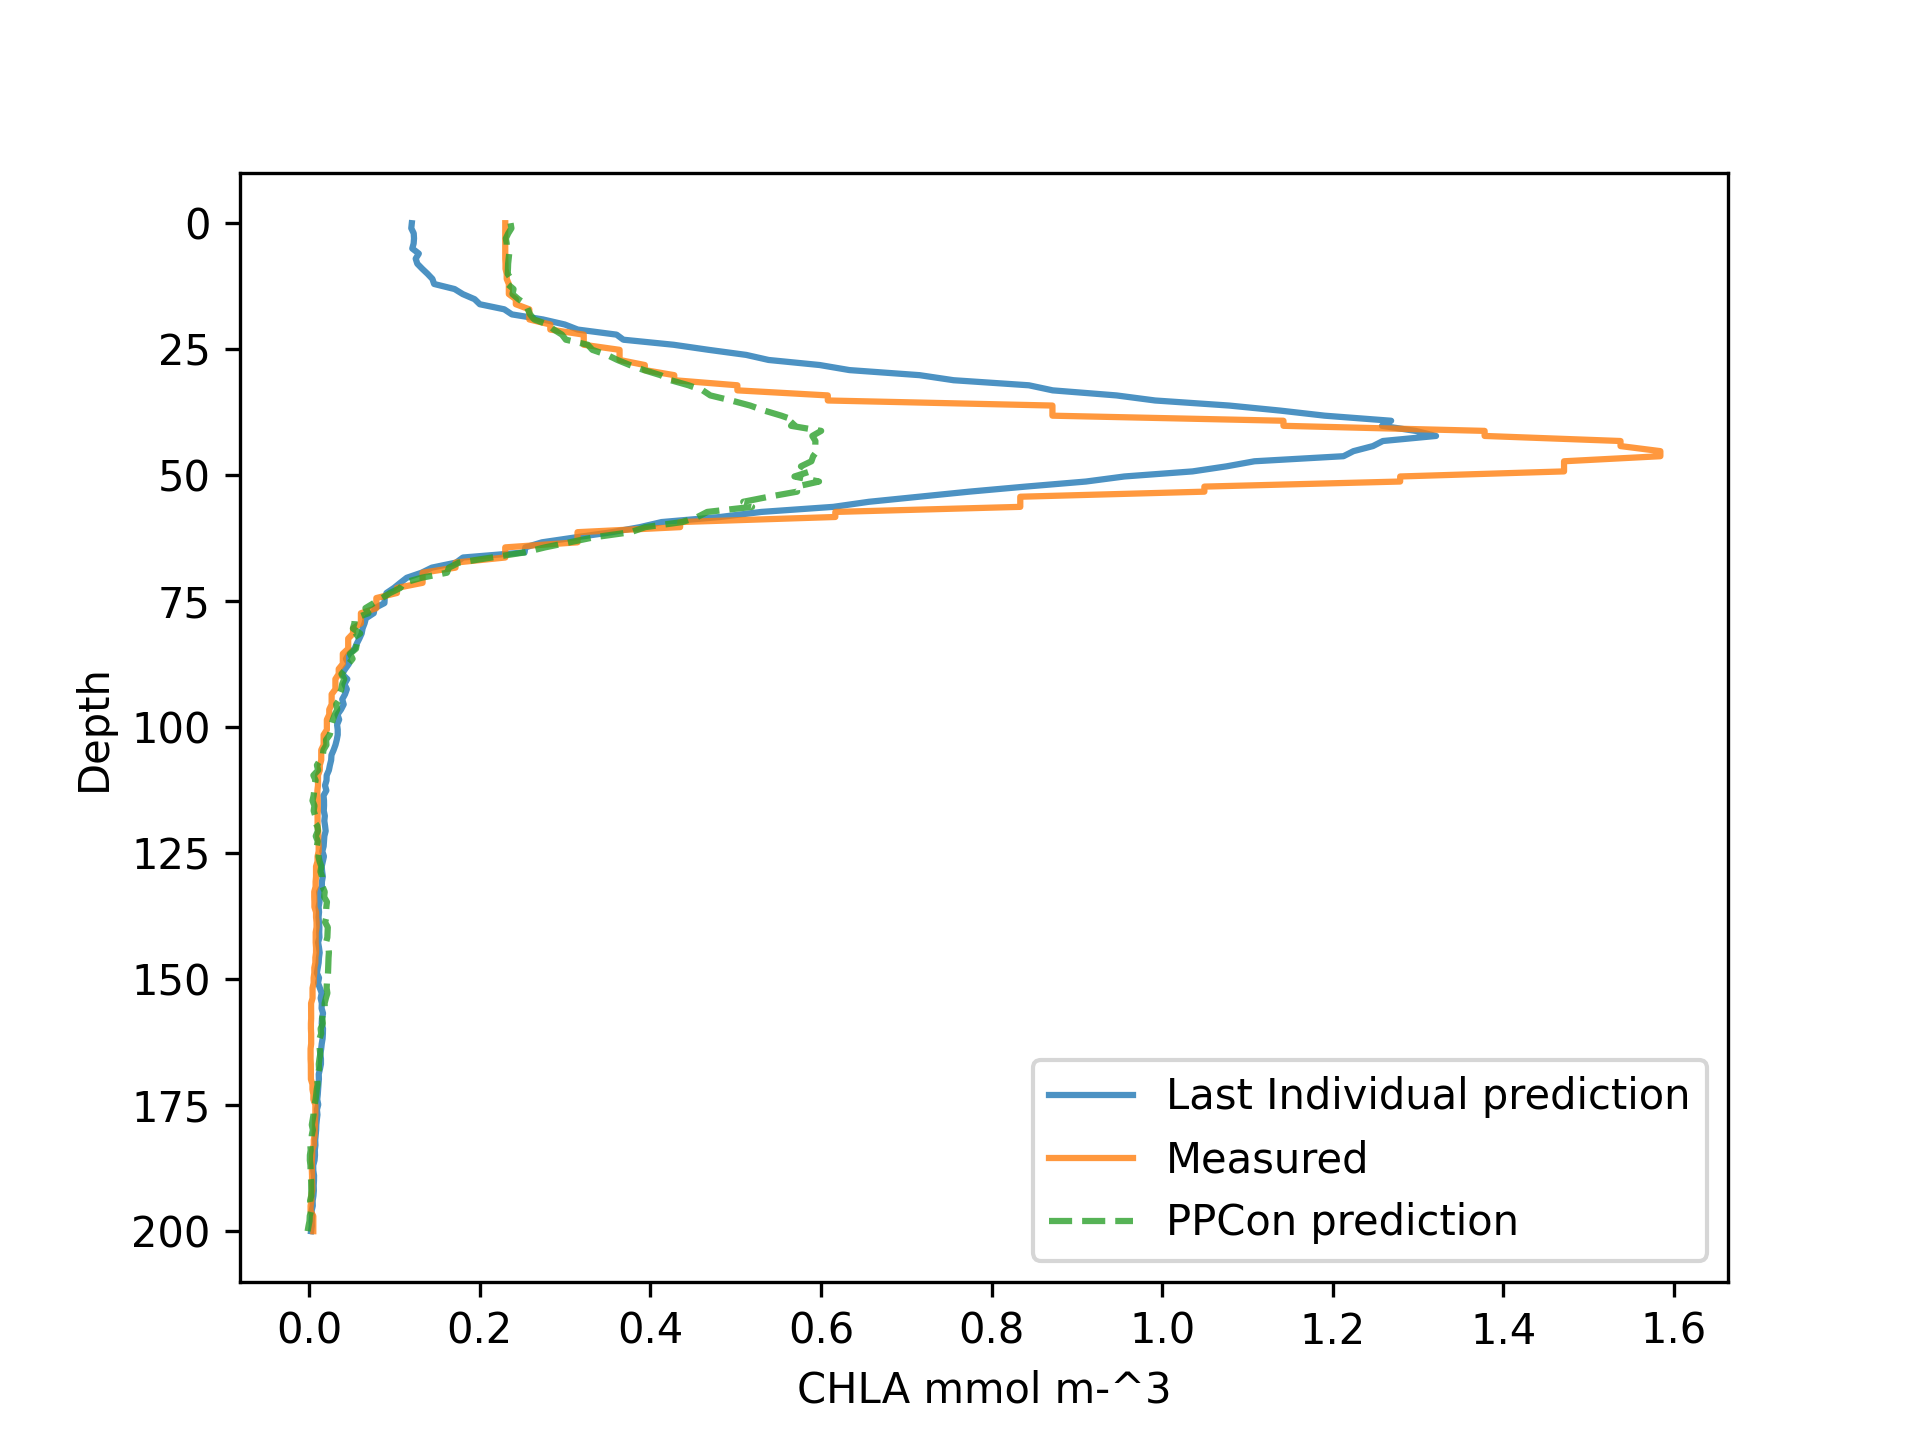 0
25
50
75
100
125
150
175
200
Depth
0.0 0.2 0.4 0.6 0.8 1.0 1.2 1.4 1.6
CHLA mmol m-^3
Last Individual prediction
Measured
PPCon prediction